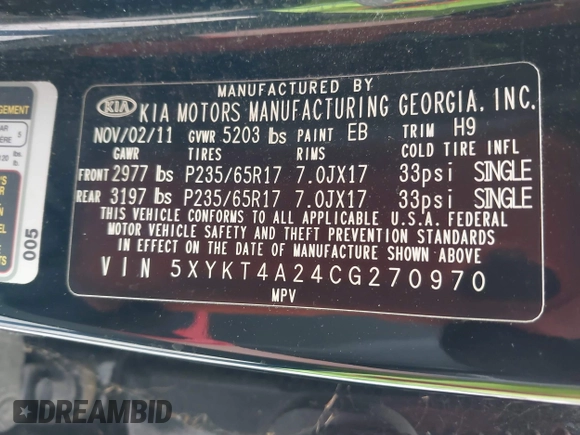 MANUFACTURED BY
KIA KIA MOTORS MANUFACTURING GEORGIA, INC.
NOV/02/11 GVWR 5203 lbs PAINT EB TRIM H9
GAWR TIRES RIMS COLD TIRE INFL
FRONT 2977 lbs P235/65R17 7.0JX17 33psi SINGLE
REAR 3197 lbs P235/65R17 7.0JX17 33psi SINGLE
THIS VEHICLE CONFORMS TO ALL APPLICABLE U.S.A. FEDERAL
MOTOR VEHICLE SAFETY AND THEFT PREVENTION STANDARDS
IN EFFECT ON THE DATE OF MANUFACTURE SHOWN ABOVE
VIN 5XYKT4A24CG270970
MPV
005
DREAMBID